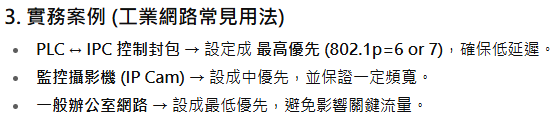 3. 實務案例 (工業網路常見用法)
• PLC ↔ IPC 控制封包 → 設定成 最高優先 (802.1p=6 or 7)，確保低延遲。
• 監控攝影機 (IP Cam) → 設成中優先，並保證一定頻寬。
• 一般辦公室網路 → 設成最低優先，避免影響關鍵流量。